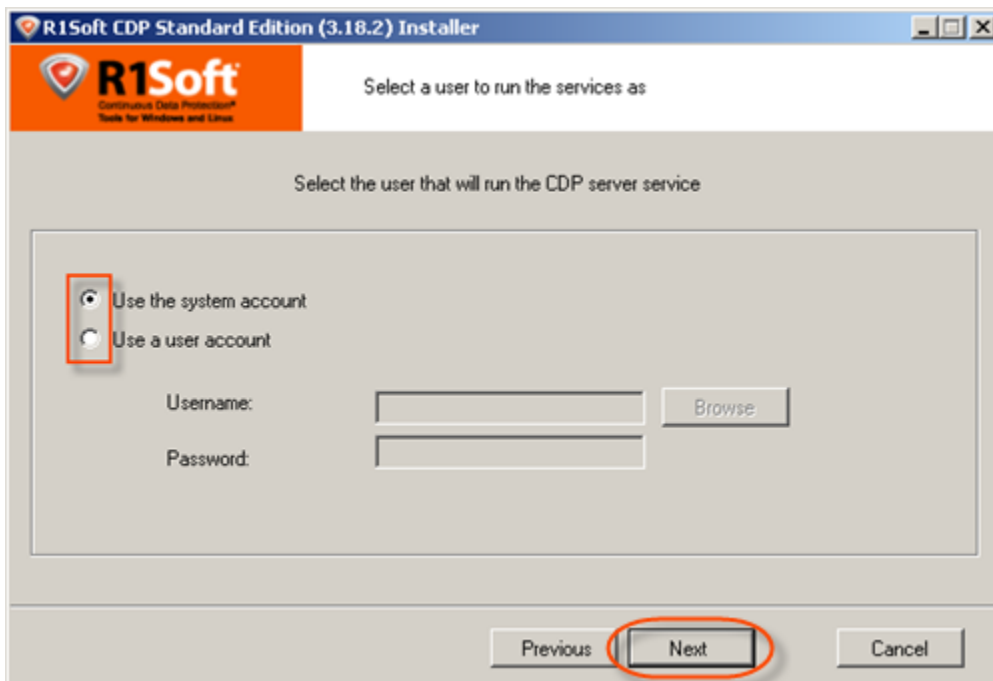 R1Soft CDP Standard Edition (3.18.2) Installer
R1Soft
Continuous Data Protection®
Tools for Windows and Linux
Select a user to run the services as
Select the user that will run the CDP server service
Use the system account
Use a user account
Username:
Browse
Password:
Previous
Next
Cancel